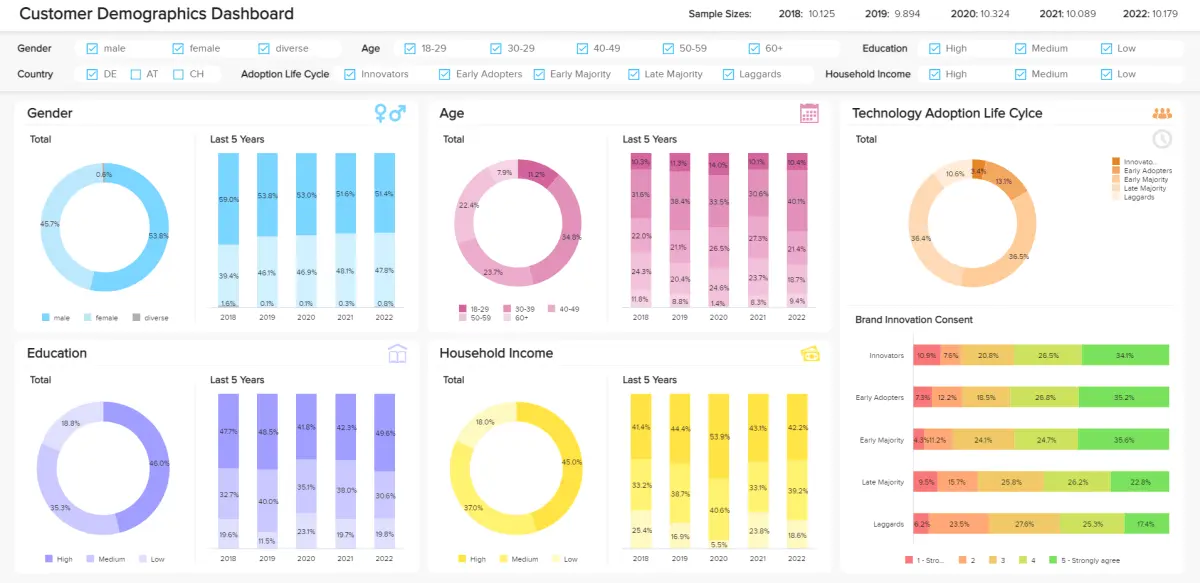 Customer Demographics Dashboard
Sample Sizes: 2018: 10.125 2019: 9.894 2020: 10.324 2021: 10.089 2022: 10.179
Gender male female diverse Age 18-29 30-29 40-49 50-59 60+ Education High Medium Low
Country DE AT CH Adoption Life Cycle Innovators Early Adopters Early Majority Late Majority Laggards Household Income High Medium Low
Gender
Total
0.6%
45.7%
53.8%
male female diverse
Last 5 Years
59.0% 53.8% 53.0% 51.6% 51.4%
39.4% 46.1% 46.9% 48.1% 47.8%
1.6% 0.1% 0.1% 0.3% 0.8%
2018 2019 2020 2021 2022
Age
Total
7.9% 11.2%
22.4%
34.8%
23.7%
18-29 30-39 40-49
50-59 60+
Last 5 Years
10.3% 11.3% 14.0% 10.1% 10.4%
31.6% 38.4% 33.5% 30.6% 40.1%
22.0% 21.1% 26.5% 27.3% 21.4%
24.3% 20.4% 24.6% 23.7% 18.7%
11.8% 8.8% 1.4% 8.3% 9.4%
2018 2019 2020 2021 2022
Technology Adoption Life Cylce
Total
10.6% 3.4%
13.1%
36.4%
36.5%
Innovato..
Early Adopters
Early Majority
Late Majority
Laggards
Brand Innovation Consent
Innovators 10.9% 7.6% 20.8% 26.5% 34.1%
Early Adopters 7.3% 12.2% 18.5% 26.8% 35.2%
Early Majority 4.3% 11.2% 24.1% 24.7% 35.6%
Late Majority 9.5% 15.7% 25.8% 26.2% 22.8%
Laggards 6.2% 23.5% 27.6% 25.3% 17.4%
1 - Stro... 2 3 4 5 - Strongly agree
Education
Total
18.8%
46.0%
35.3%
High Medium Low
Last 5 Years
47.7% 48.5% 41.8% 42.3% 49.6%
32.7% 40.0% 35.1% 38.0% 30.6%
19.6% 11.5% 23.1% 19.7% 19.8%
2018 2019 2020 2021 2022
Household Income
Total
18.0%
45.0%
37.0%
High Medium Low
Last 5 Years
41.4% 44.4% 53.9% 43.1% 42.2%
33.2% 38.7% 40.6% 33.1% 39.2%
25.4% 16.9% 5.5% 23.8% 18.6%
2018 2019 2020 2021 2022